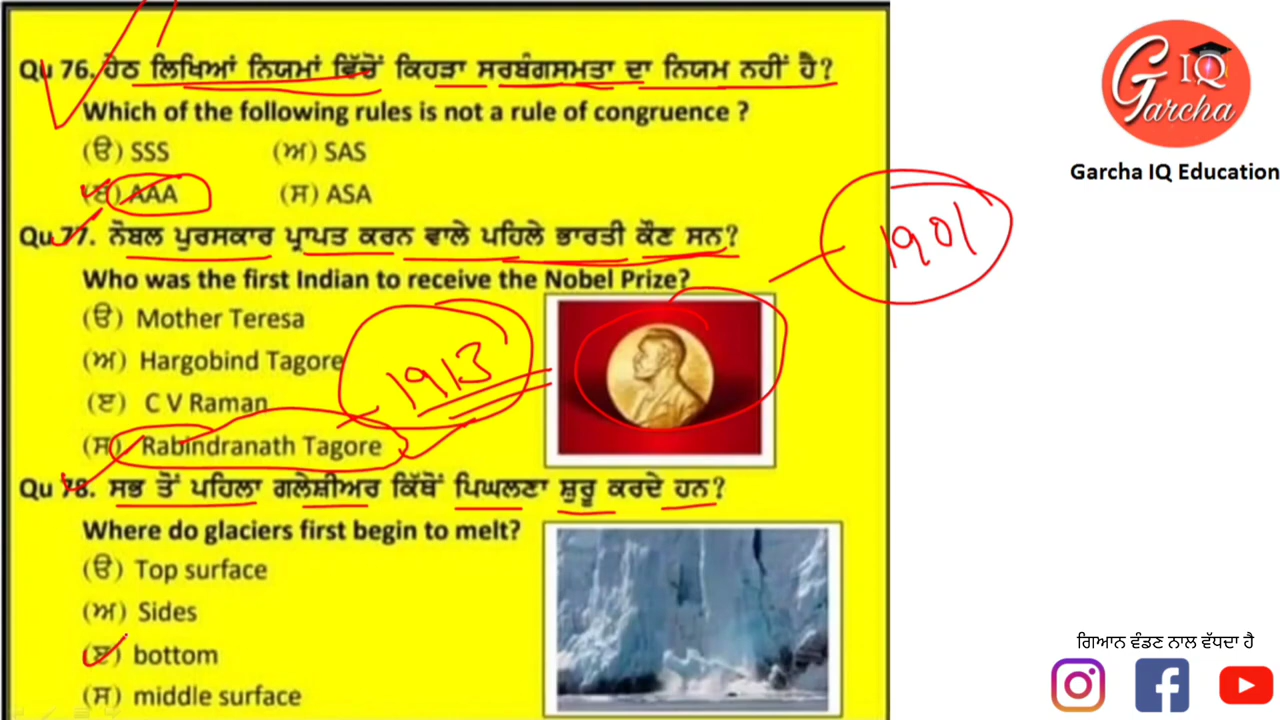 Qu 76. ਹੇਠ ਲਿਖਿਆਂ ਨਿਯਮਾਂ ਵਿੱਚੋਂ ਕਿਹੜਾ ਸਰਬੰਗਸਮਤਾ ਦਾ ਨਿਯਮ ਨਹੀਂ ਹੈ?
Which of the following rules is not a rule of congruence ?
(ੳ) SSS (ਅ) SAS
(ੲ) AAA (ਸ) ASA
Qu 77. ਨੋਬਲ ਪੁਰਸਕਾਰ ਪ੍ਰਾਪਤ ਕਰਨ ਵਾਲੇ ਪਹਿਲੇ ਭਾਰਤੀ ਕੌਣ ਸਨ?
Who was the first Indian to receive the Nobel Prize?
(ੳ) Mother Teresa
(ਅ) Hargobind Tagore
(ੲ) C V Raman
(ਸ) Rabindranath Tagore
1913
1901
Qu 78. ਸਭ ਤੋਂ ਪਹਿਲਾ ਗਲੇਸ਼ੀਅਰ ਕਿੱਥੋਂ ਪਿਘਲਣਾ ਸ਼ੁਰੂ ਕਰਦੇ ਹਨ?
Where do glaciers first begin to melt?
(ੳ) Top surface
(ਅ) Sides
(ੲ) bottom
(ਸ) middle surface
Garcha IQ
Garcha IQ Education
ਗਿਆਨ ਵੰਡਣ ਨਾਲ ਵੱਧਦਾ ਹੈ